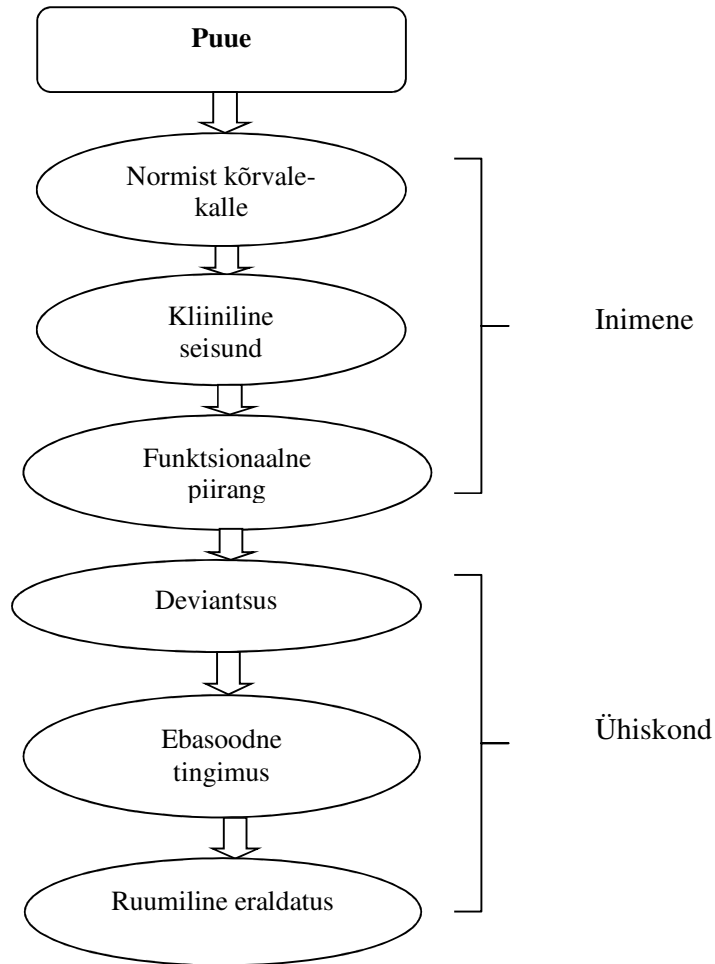 Puue
Normist kõrvale-
kalle
Kliiniline
seisund
Inimene
Funktsionaalne
piirang
Deviantsus
Ebasoodne
tingimus
Ühiskond
Ruumiline eraldatus